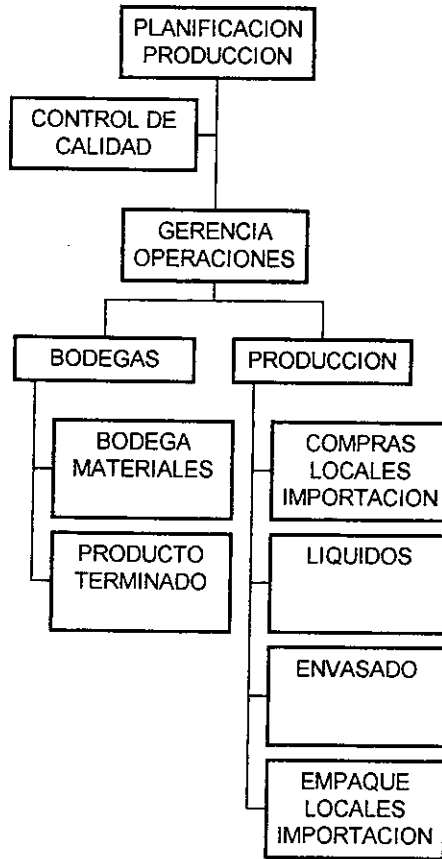 PLANIFICACION
PRODUCCION
CONTROL DE
CALIDAD
GERENCIA
OPERACIONES
BODEGAS
PRODUCCION
BODEGA
MATERIALES
PRODUCTO
TERMINADO
COMPRAS
LOCALES
IMPORTACION
LIQUIDOS
ENVASADO
EMPAQUE
LOCALES
IMPORTACION